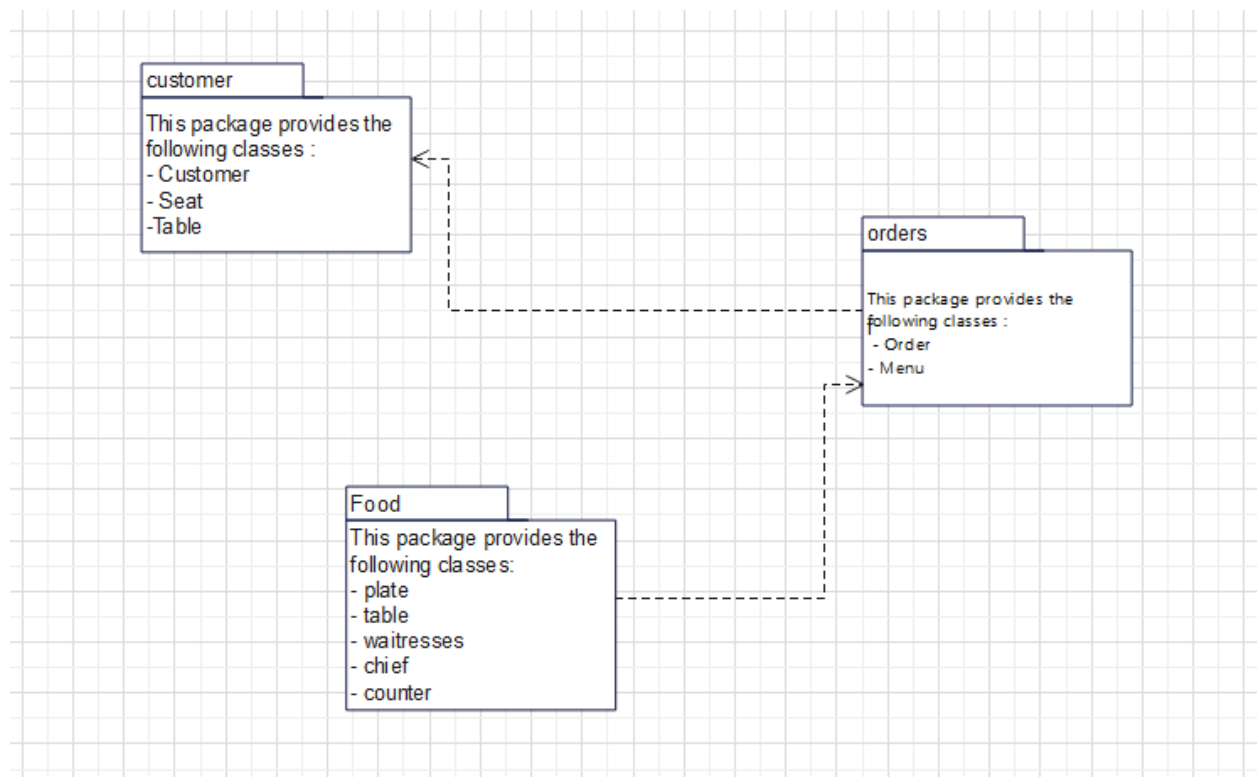 customer
This package provides the
following classes :
- Customer
- Seat
-Table
orders
This package provides the
following classes :
- Order
- Menu
Food
This package provides the
following classes:
- plate
- table
- waitresses
- chief
- counter